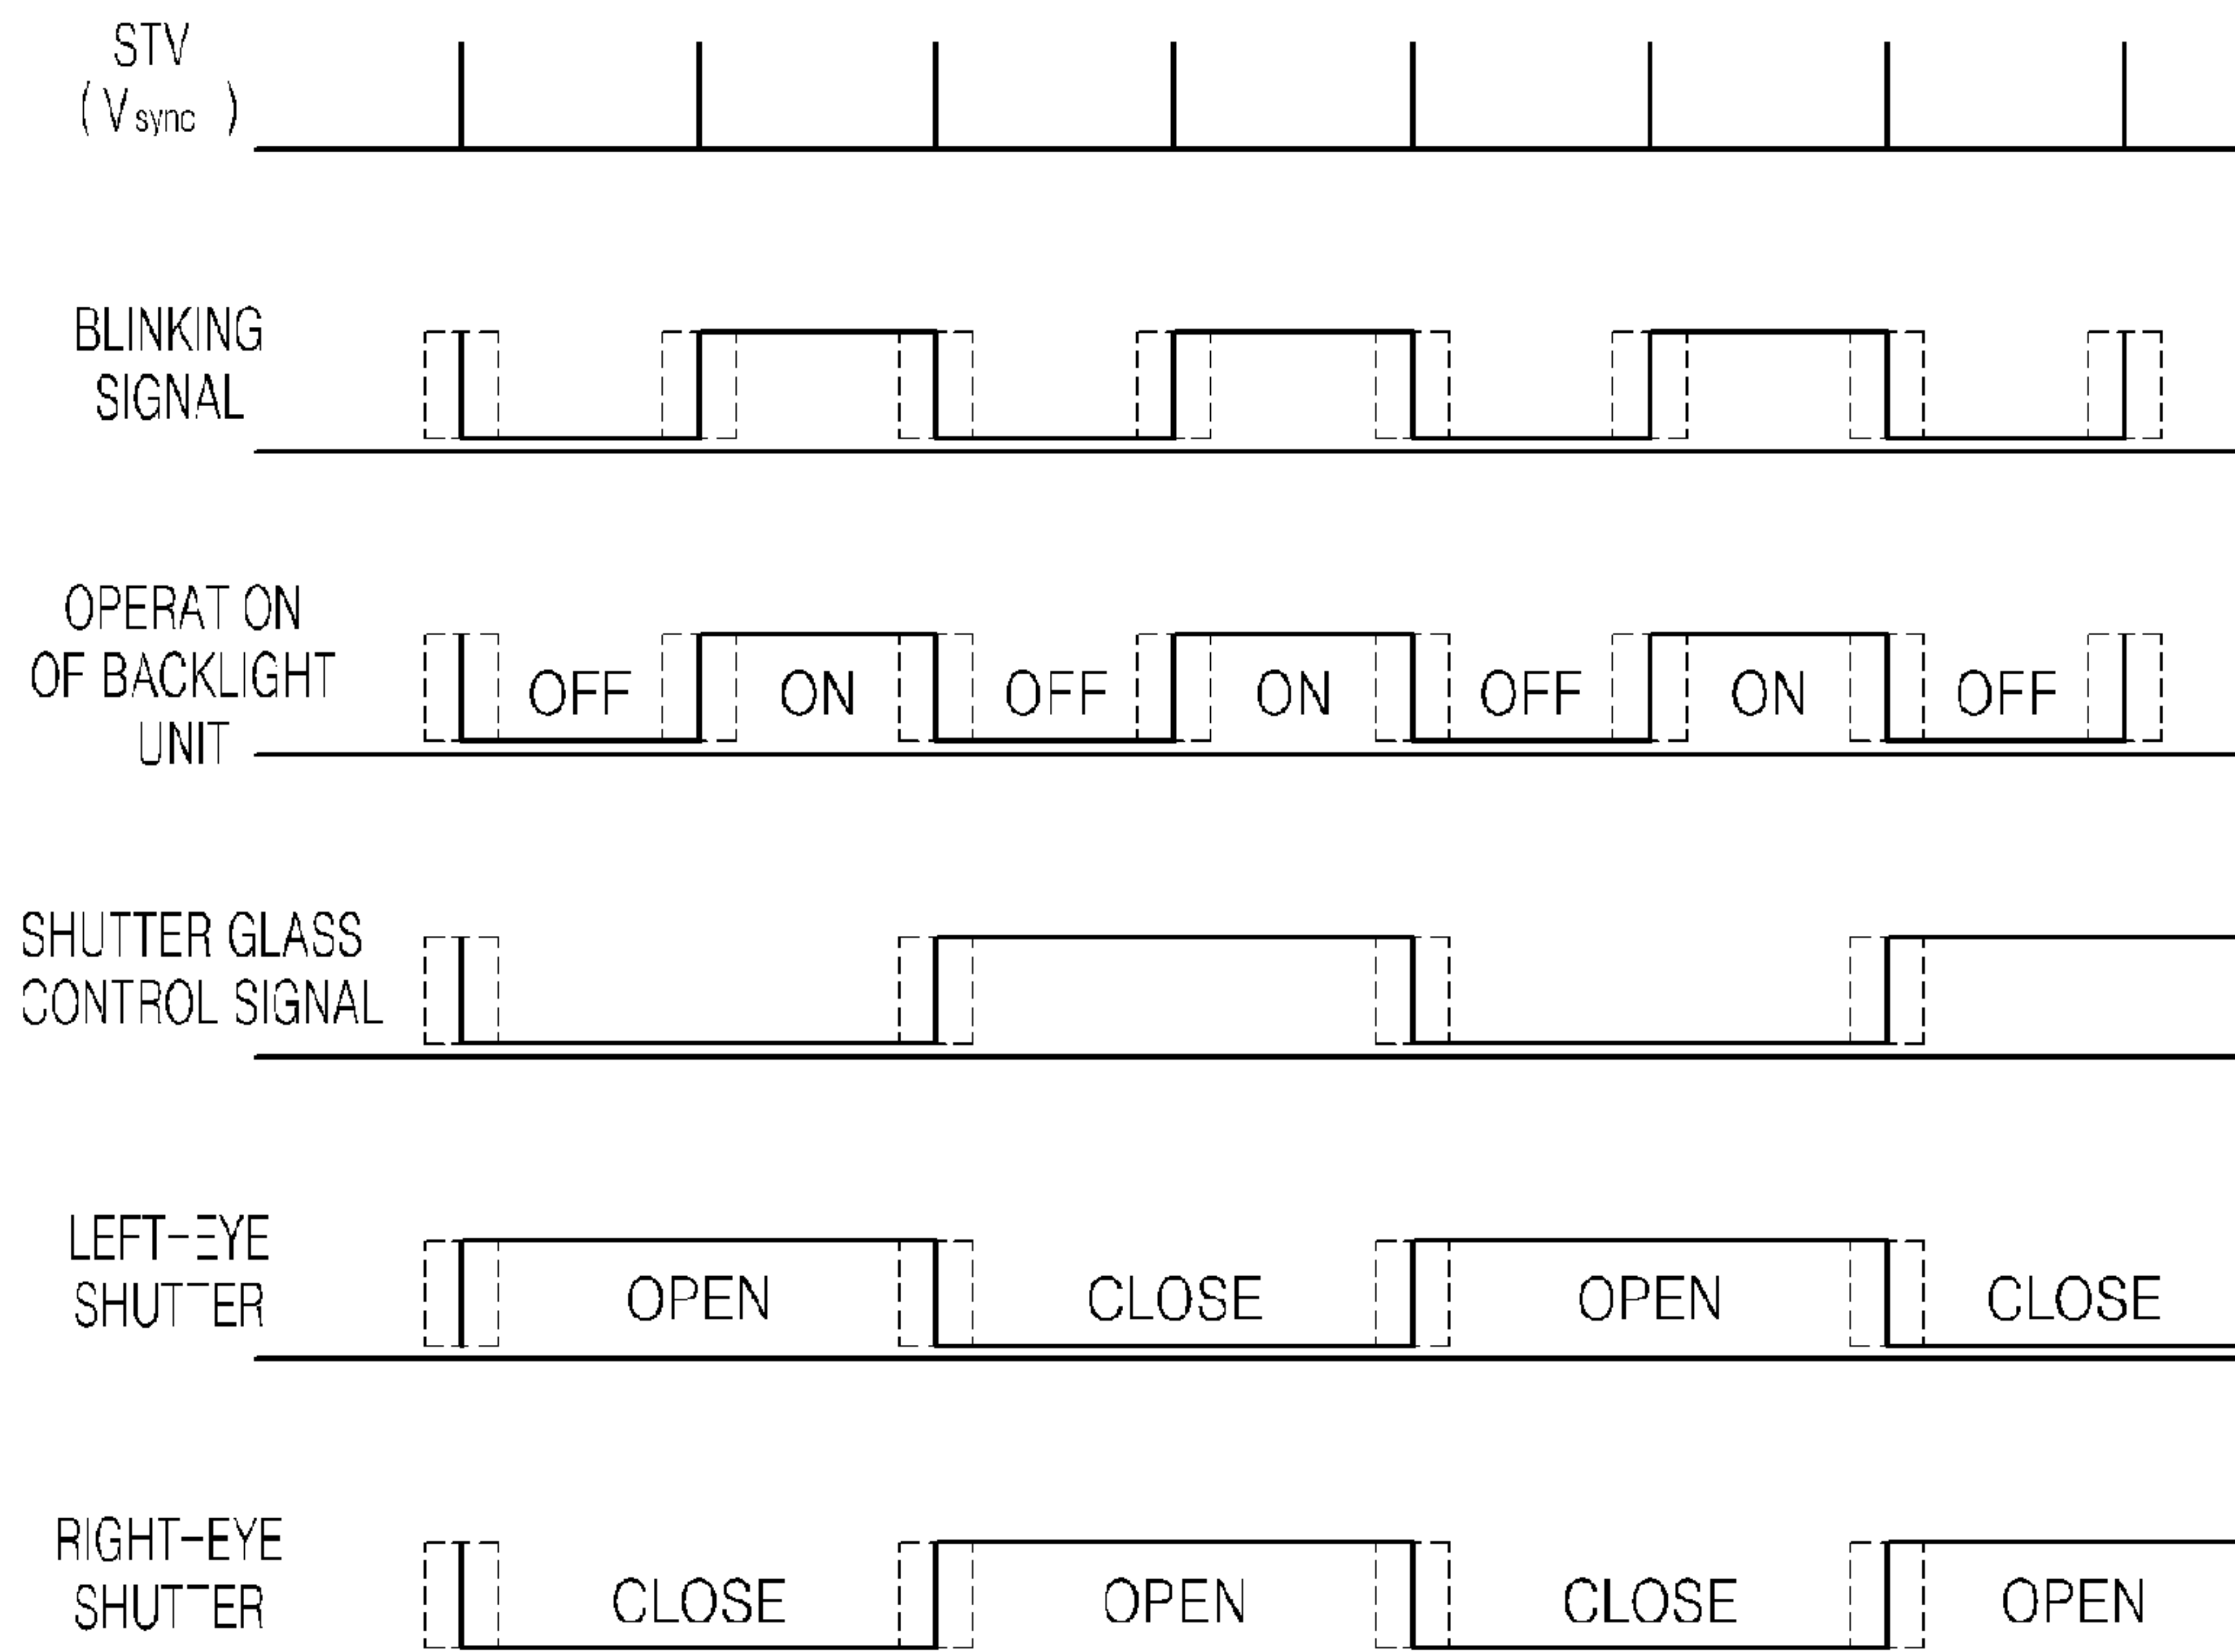 STV
(Vsync)
BLINKING
SIGNAL
OPERAT ON
OF BACKLIGHT
UNIT
OFF ON OFF ON OFF ON OFF
SHUTTER GLASS
CONTROL SIGNAL
LEFT-EYE
SHUTTER
OPEN CLOSE OPEN CLOSE
RIGHT-EYE
SHUTTER
CLOSE OPEN CLOSE OPEN